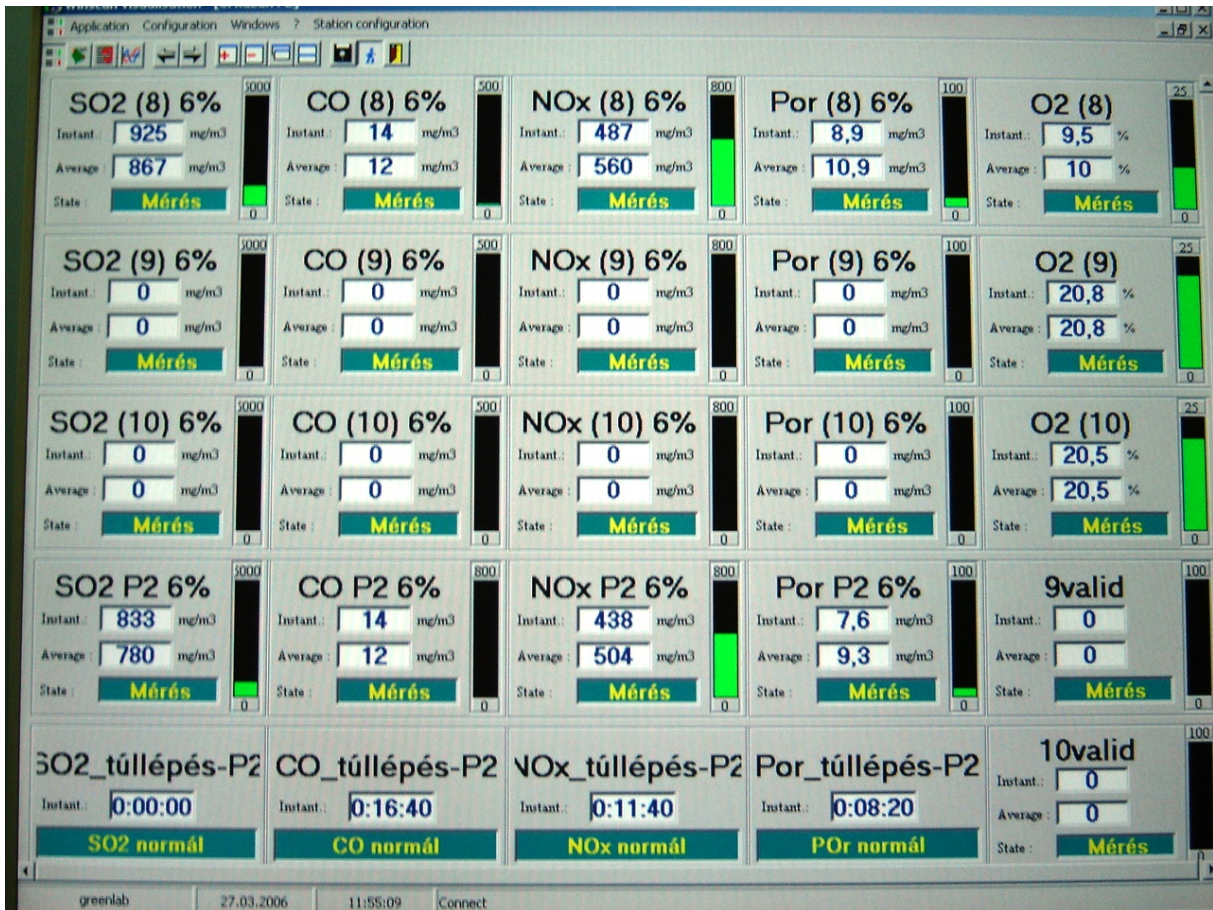 Application Configuration Windows ? Station configuration
SO2 (8) 6% 5000 CO (8) 6% 500 NOx (8) 6% 800 Por (8) 6% 100 O2 (8) 25
Instant.: 925 mg/m3 Instant.: 14 mg/m3 Instant.: 487 mg/m3 Instant.: 8,9 mg/m3 Instant.: 9,5 %
Average : 867 mg/m3 Average : 12 mg/m3 Average : 560 mg/m3 Average : 10,9 mg/m3 Average : 10 %
State : Mérés 0 State : Mérés 0 State : Mérés 0 State : Mérés 0 State : Mérés 0
SO2 (9) 6% 5000 CO (9) 6% 500 NOx (9) 6% 800 Por (9) 6% 100 O2 (9) 25
Instant.: 0 mg/m3 Instant.: 0 mg/m3 Instant.: 0 mg/m3 Instant.: 0 mg/m3 Instant.: 20,8 %
Average : 0 mg/m3 Average : 0 mg/m3 Average : 0 mg/m3 Average : 0 mg/m3 Average : 20,8 %
State : Mérés 0 State : Mérés 0 State : Mérés 0 State : Mérés 0 State : Mérés 0
SO2 (10) 6% 5000 CO (10) 6% 500 NOx (10) 6% 800 Por (10) 6% 100 O2 (10) 25
Instant.: 0 mg/m3 Instant.: 0 mg/m3 Instant.: 0 mg/m3 Instant.: 0 mg/m3 Instant.: 20,5 %
Average : 0 mg/m3 Average : 0 mg/m3 Average : 0 mg/m3 Average : 0 mg/m3 Average : 20,5 %
State : Mérés 0 State : Mérés 0 State : Mérés 0 State : Mérés 0 State : Mérés 0
SO2 P2 6% 5000 CO P2 6% 800 NOx P2 6% 800 Por P2 6% 100 9valid 100
Instant.: 833 mg/m3 Instant.: 14 mg/m3 Instant.: 438 mg/m3 Instant.: 7,6 mg/m3 Instant.: 0
Average : 780 mg/m3 Average : 12 mg/m3 Average : 504 mg/m3 Average : 9,3 mg/m3 Average : 0
State : Mérés 0 State : Mérés 0 State : Mérés 0 State : Mérés 0 State : Mérés 0
SO2_túllépés-P2 CO_túllépés-P2 NOx_túllépés-P2 Por_túllépés-P2 10valid 100
Instant.: 0:00:00 Instant.: 0:16:40 Instant.: 0:11:40 Instant.: 0:08:20 Instant.: 0
Average : 0
SO2 normál CO normál NOx normál POr normál State : Mérés 0
greenlab 27.03.2006 11:55:09 Connect